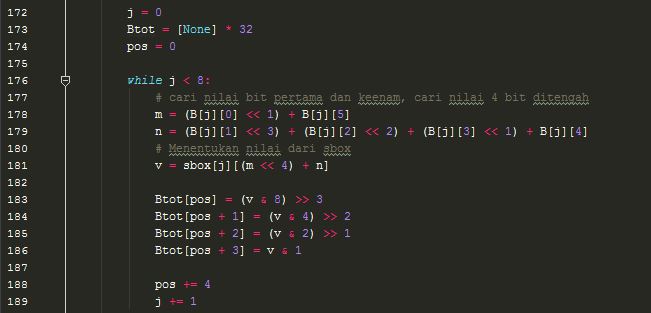 172 j = 0
173 Btot = [None] * 32
174 pos = 0
175
176 while j < 8:
177 # cari nilai bit pertama dan keenam, cari nilai 4 bit ditengah
178 m = (B[j][0] << 1) + B[j][5]
179 n = (B[j][1] << 3) + (B[j][2] << 2) + (B[j][3] << 1) + B[j][4]
180 # Menentukan nilai dari sbox
181 v = sbox[j][(m << 4) + n]
182
183 Btot[pos] = (v & 8) >> 3
184 Btot[pos + 1] = (v & 4) >> 2
185 Btot[pos + 2] = (v & 2) >> 1
186 Btot[pos + 3] = v & 1
187
188 pos += 4
189 j += 1